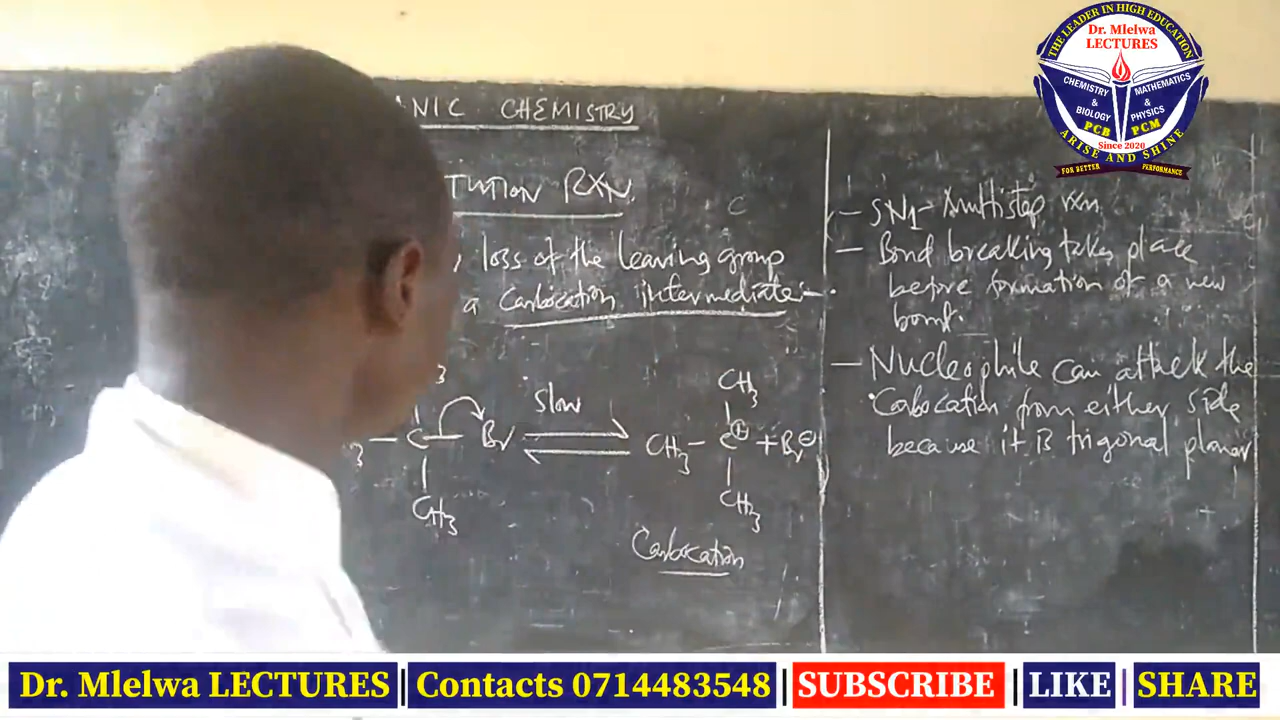 THE LEADER IN HIGH EDUCATION
Dr. Mlelwa
LECTURES
CHEMISTRY
&
BIOLOGY
MATHEMATICS
&
PHYSICS
PCB PCM
Since 2020
ARISE AND SHINE
FOR BETTER PERFORMANCE
NIC CHEMISTRY
TUTION RXN.
, loss of the leaving group
a Carbocation intermediate
3
3 – C – Br slow ⇌ CH3 – C⊕ + Br⊖
CH3
CH3
CH3
Carbocation
– SN1 – multistep rxn
– Bond breaking takes place
before formation of a new
bond.
– Nucleophile can attack the
Carbocation from either side
because it is trigonal planar
Dr. Mlelwa LECTURES | Contacts 0714483548 | SUBSCRIBE | LIKE | SHARE